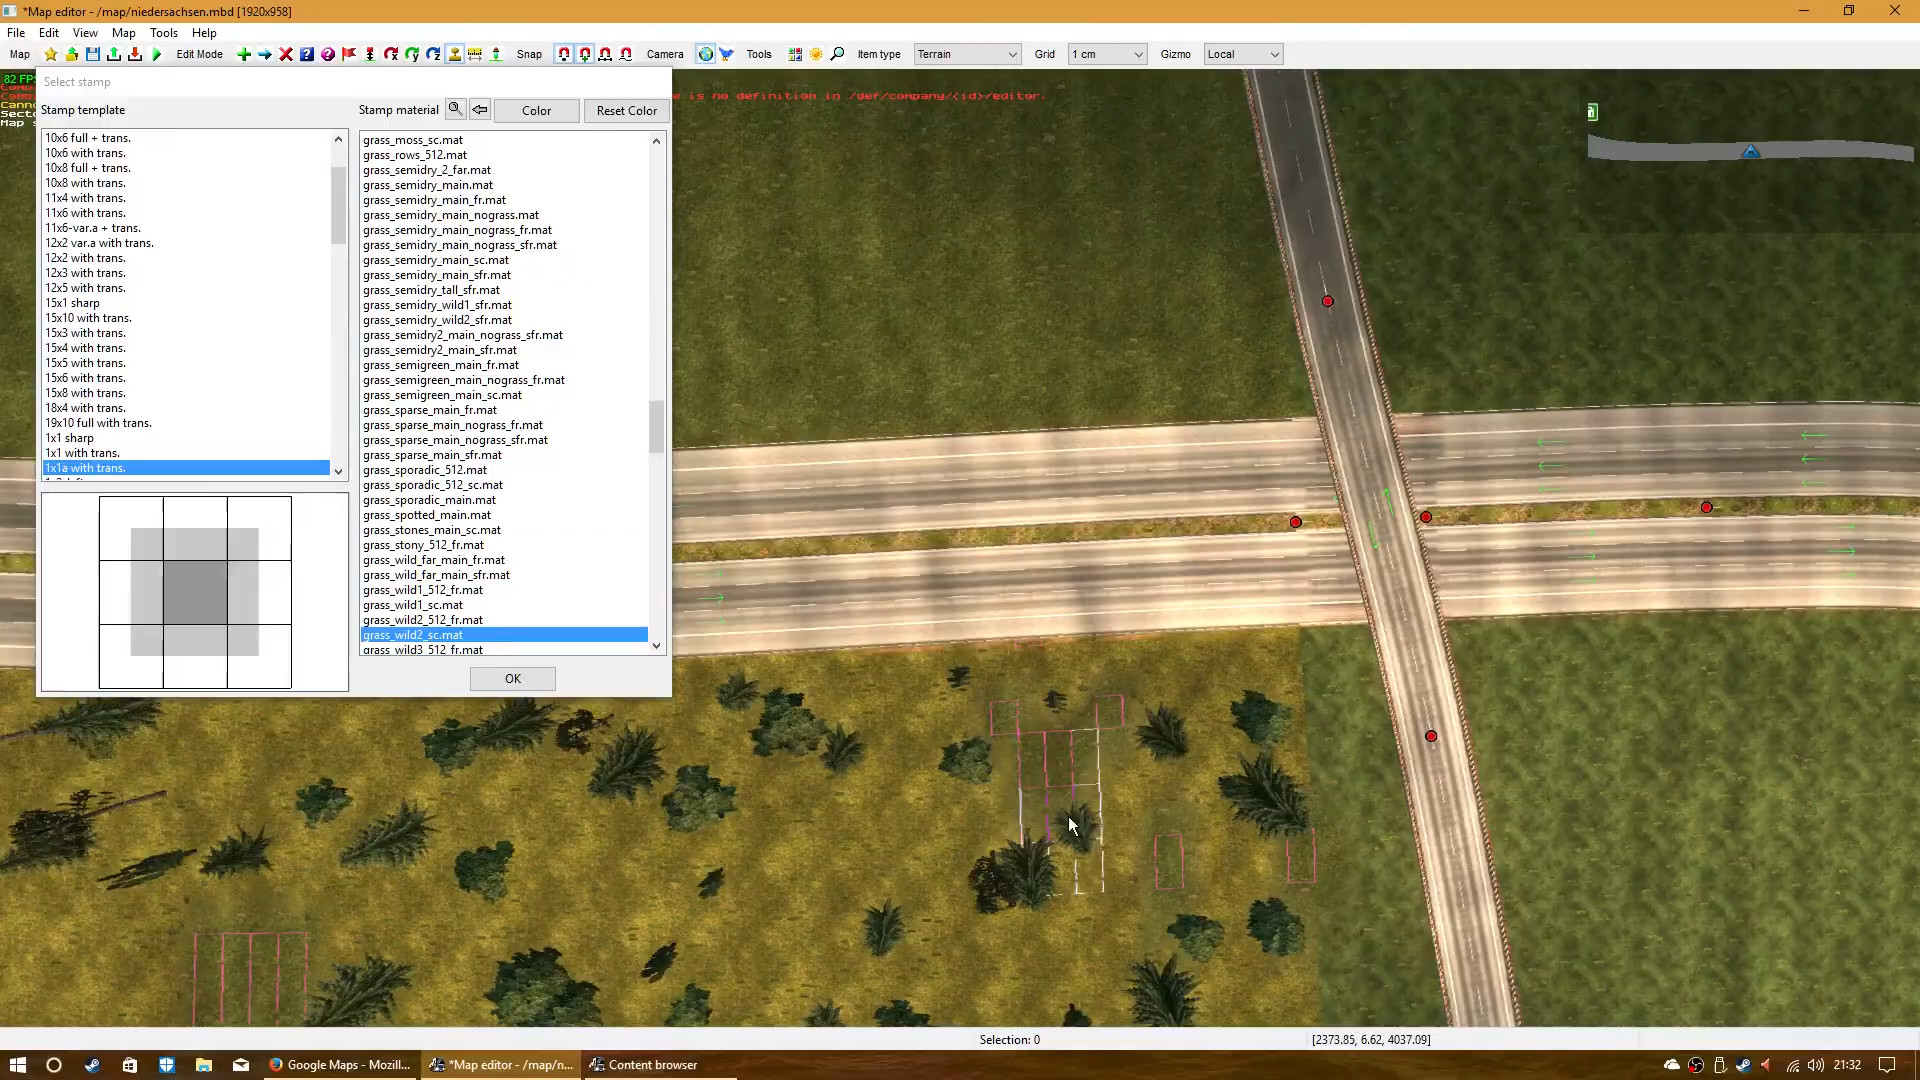 *Map editor - /map/niedersachsen.mbd [1920x958]
File Edit View Map Tools Help
Map Edit Mode Snap Camera Tools Item type Terrain Grid 1 cm Gizmo Local
82 FPS
e is no definition in /def/company/{id}/editor.
Select stamp
Stamp template
Stamp material Color Reset Color
10x6 full + trans.
10x6 with trans.
10x8 full + trans.
10x8 with trans.
11x4 with trans.
11x6 with trans.
11x6-var.a + trans.
12x2 var.a with trans.
12x2 with trans.
12x3 with trans.
12x5 with trans.
15x1 sharp
15x10 with trans.
15x3 with trans.
15x4 with trans.
15x5 with trans.
15x6 with trans.
15x8 with trans.
18x4 with trans.
19x10 full with trans.
1x1 sharp
1x1 with trans.
1x1a with trans.
grass_moss_sc.mat
grass_rows_512.mat
grass_semidry_2_far.mat
grass_semidry_main.mat
grass_semidry_main_fr.mat
grass_semidry_main_nograss.mat
grass_semidry_main_nograss_fr.mat
grass_semidry_main_nograss_sfr.mat
grass_semidry_main_sc.mat
grass_semidry_main_sfr.mat
grass_semidry_tall_sfr.mat
grass_semidry_wild1_sfr.mat
grass_semidry_wild2_sfr.mat
grass_semidry2_main_nograss_sfr.mat
grass_semidry2_main_sfr.mat
grass_semigreen_main_fr.mat
grass_semigreen_main_nograss_fr.mat
grass_semigreen_main_sc.mat
grass_sparse_main_fr.mat
grass_sparse_main_nograss_fr.mat
grass_sparse_main_nograss_sfr.mat
grass_sparse_main_sfr.mat
grass_sporadic_512.mat
grass_sporadic_512_sc.mat
grass_sporadic_main.mat
grass_spotted_main.mat
grass_stones_main_sc.mat
grass_stony_512_fr.mat
grass_wild_far_main_fr.mat
grass_wild_far_main_sfr.mat
grass_wild1_512_fr.mat
grass_wild1_sc.mat
grass_wild2_512_fr.mat
grass_wild2_sc.mat
grass_wild3_512_fr.mat
OK
Selection: 0
[2373.85, 6.62, 4037.09]
Google Maps - Mozill...
*Map editor - /map/n...
Content browser
21:32